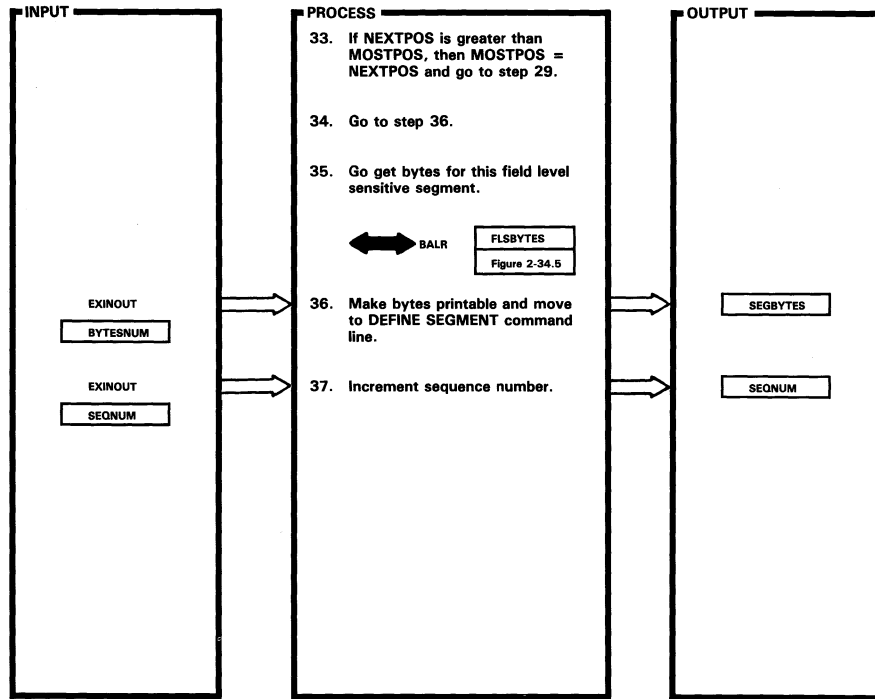 INPUT
PROCESS
OUTPUT
33. If NEXTPOS is greater than
MOSTPOS, then MOSTPOS =
NEXTPOS and go to step 29.
34. Go to step 36.
35. Go get bytes for this field level
sensitive segment.
BALR
FLSBYTES
Figure 2-34.5
EXINOUT
BYTESNUM
36. Make bytes printable and move
to DEFINE SEGMENT command
line.
SEGBYTES
EXINOUT
SEQNUM
37. Increment sequence number.
SEQNUM